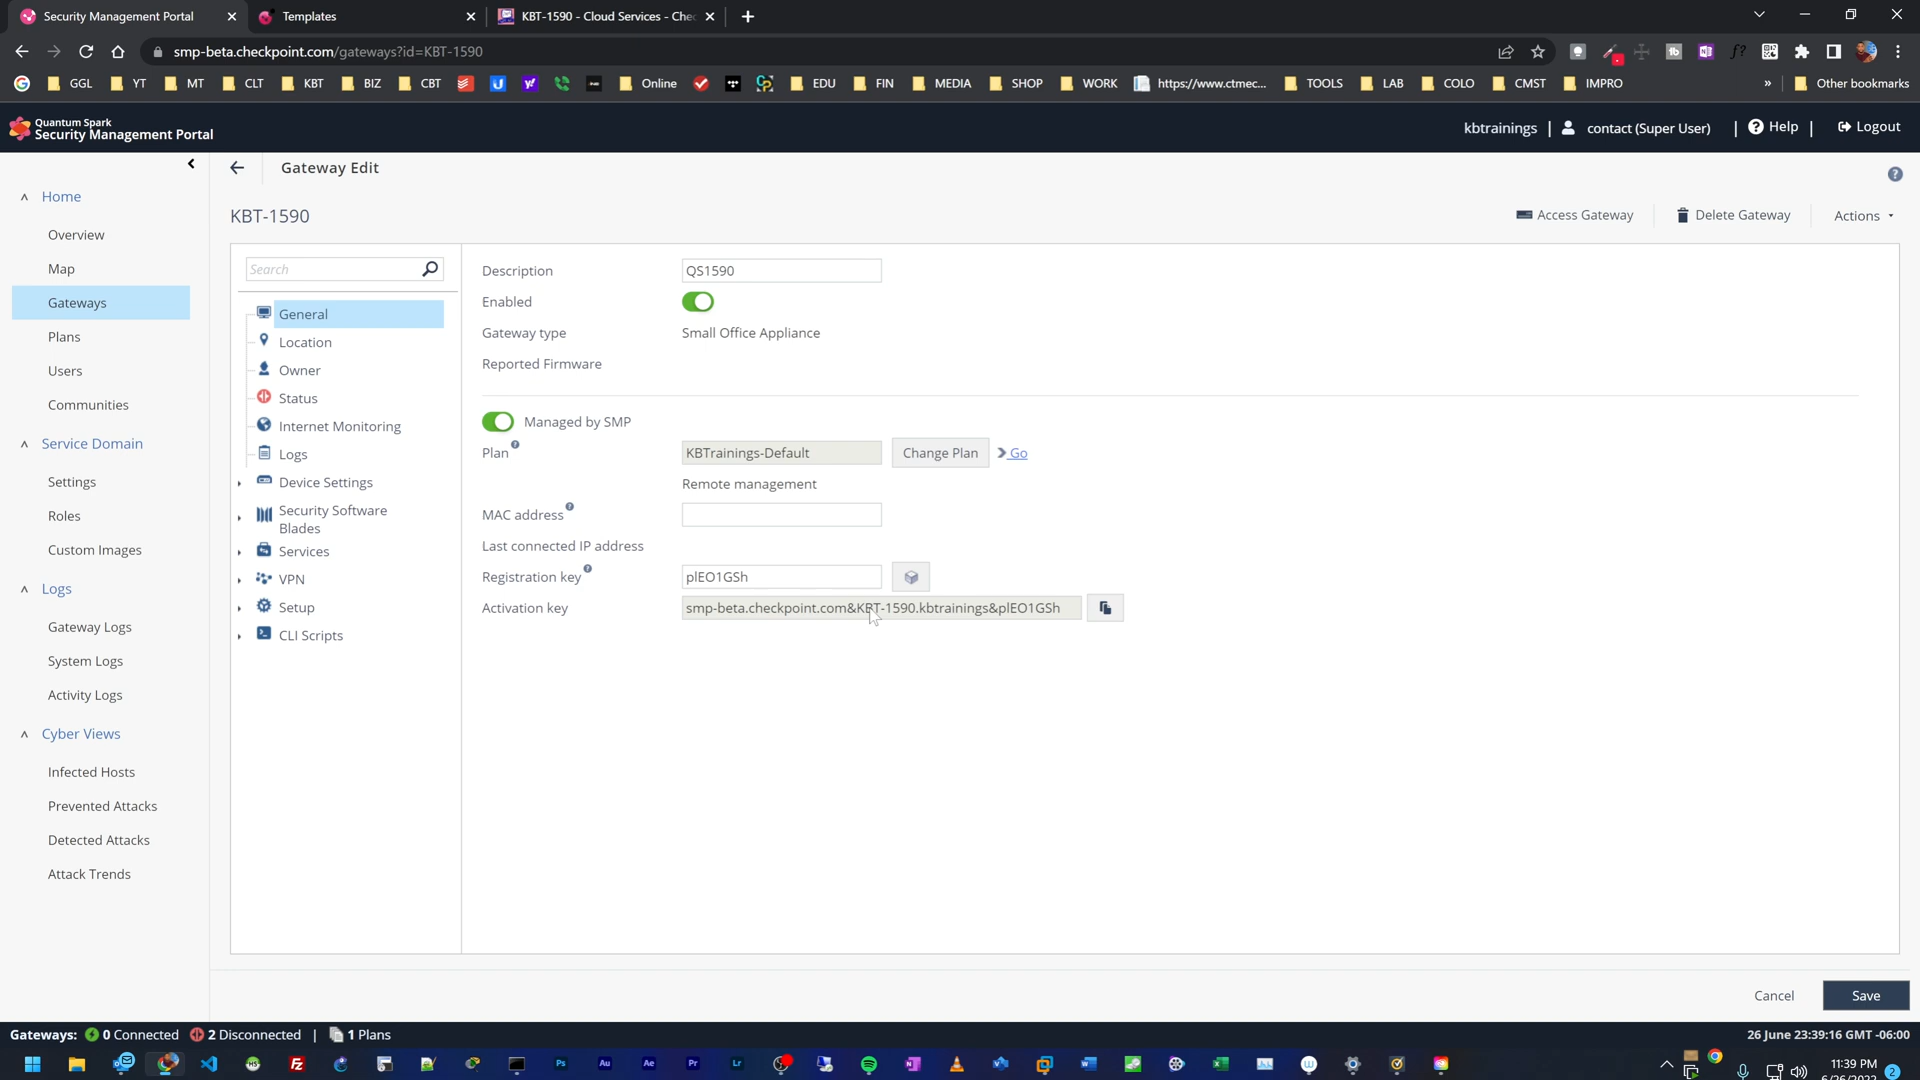 Security Management Portal
Templates
KBT-1590 - Cloud Services - Chec
smp-beta.checkpoint.com/gateways?id=KBT-1590
GGL YT MT CLT KBT BIZ CBT Online EDU FIN MEDIA SHOP WORK https://www.ctmec... TOOLS LAB COLO CMST IMPRO » Other bookmarks
Quantum Spark
Security Management Portal
kbtrainings | contact (Super User) | Help | Logout
Gateway Edit
Home
Overview
Map
Gateways
Plans
Users
Communities
Service Domain
Settings
Roles
Custom Images
Logs
Gateway Logs
System Logs
Activity Logs
Cyber Views
Infected Hosts
Prevented Attacks
Detected Attacks
Attack Trends
KBT-1590
Access Gateway
Delete Gateway
Actions
Search
General
Location
Owner
Status
Internet Monitoring
Logs
Device Settings
Security Software
Blades
Services
VPN
Setup
CLI Scripts
Description QS1590
Enabled
Gateway type Small Office Appliance
Reported Firmware
Managed by SMP
Plan KBTrainings-Default Change Plan Go
Remote management
MAC address
Last connected IP address
Registration key plEO1GSh
Activation key smp-beta.checkpoint.com&KBT-1590.kbtrainings&plEO1GSh
Cancel Save
Gateways: 0 Connected 2 Disconnected | 1 Plans
26 June 23:39:16 GMT -06:00
11:39 PM
6/26/2022
2